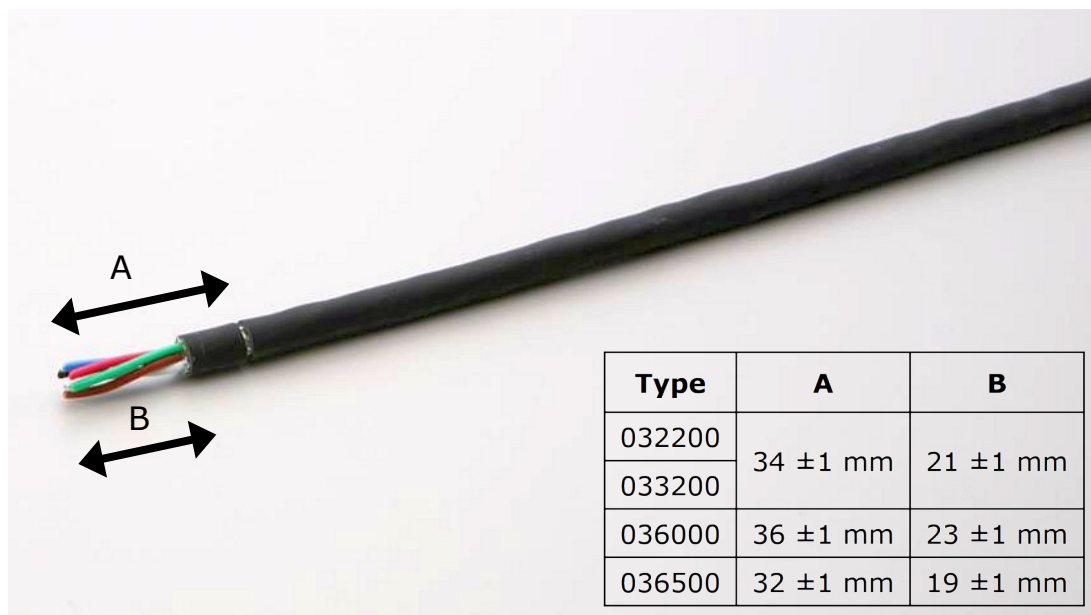 A
B
Type A B
032200 34 ±1 mm 21 ±1 mm
033200
036000 36 ±1 mm 23 ±1 mm
036500 32 ±1 mm 19 ±1 mm